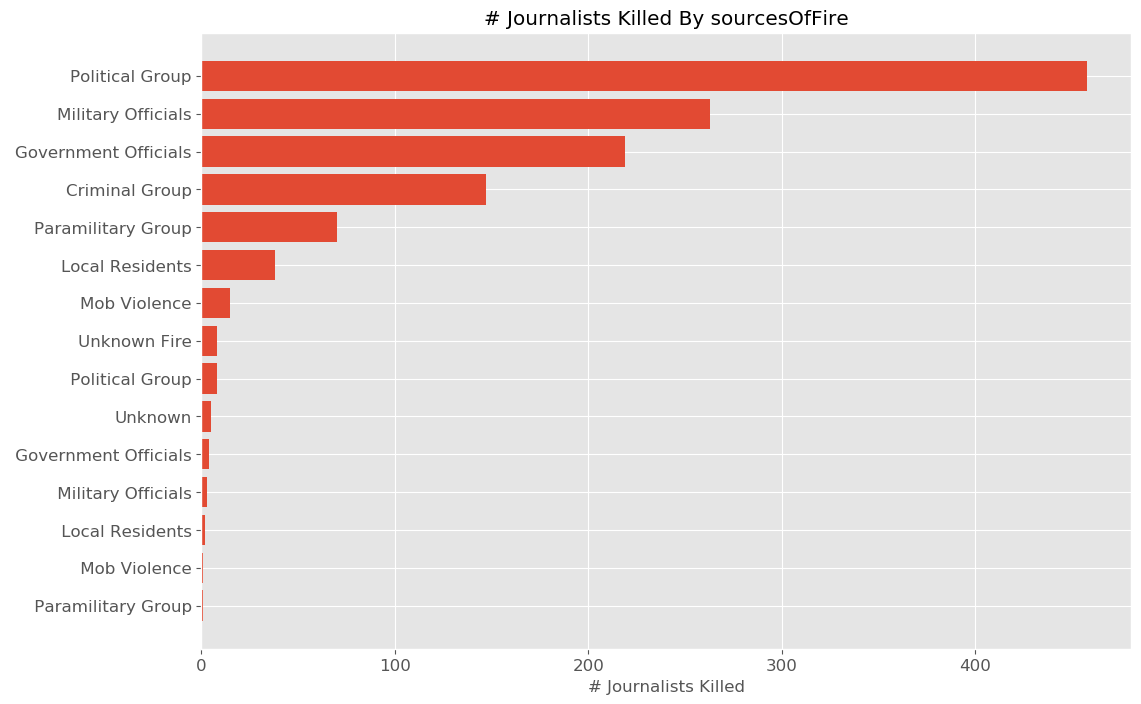 # Journalists Killed By sourcesOfFire
Political Group
Military Officials
Government Officials
Criminal Group
Paramilitary Group
Local Residents
Mob Violence
Unknown Fire
Political Group
Unknown
Government Officials
Military Officials
Local Residents
Mob Violence
Paramilitary Group
0 100 200 300 400
# Journalists Killed